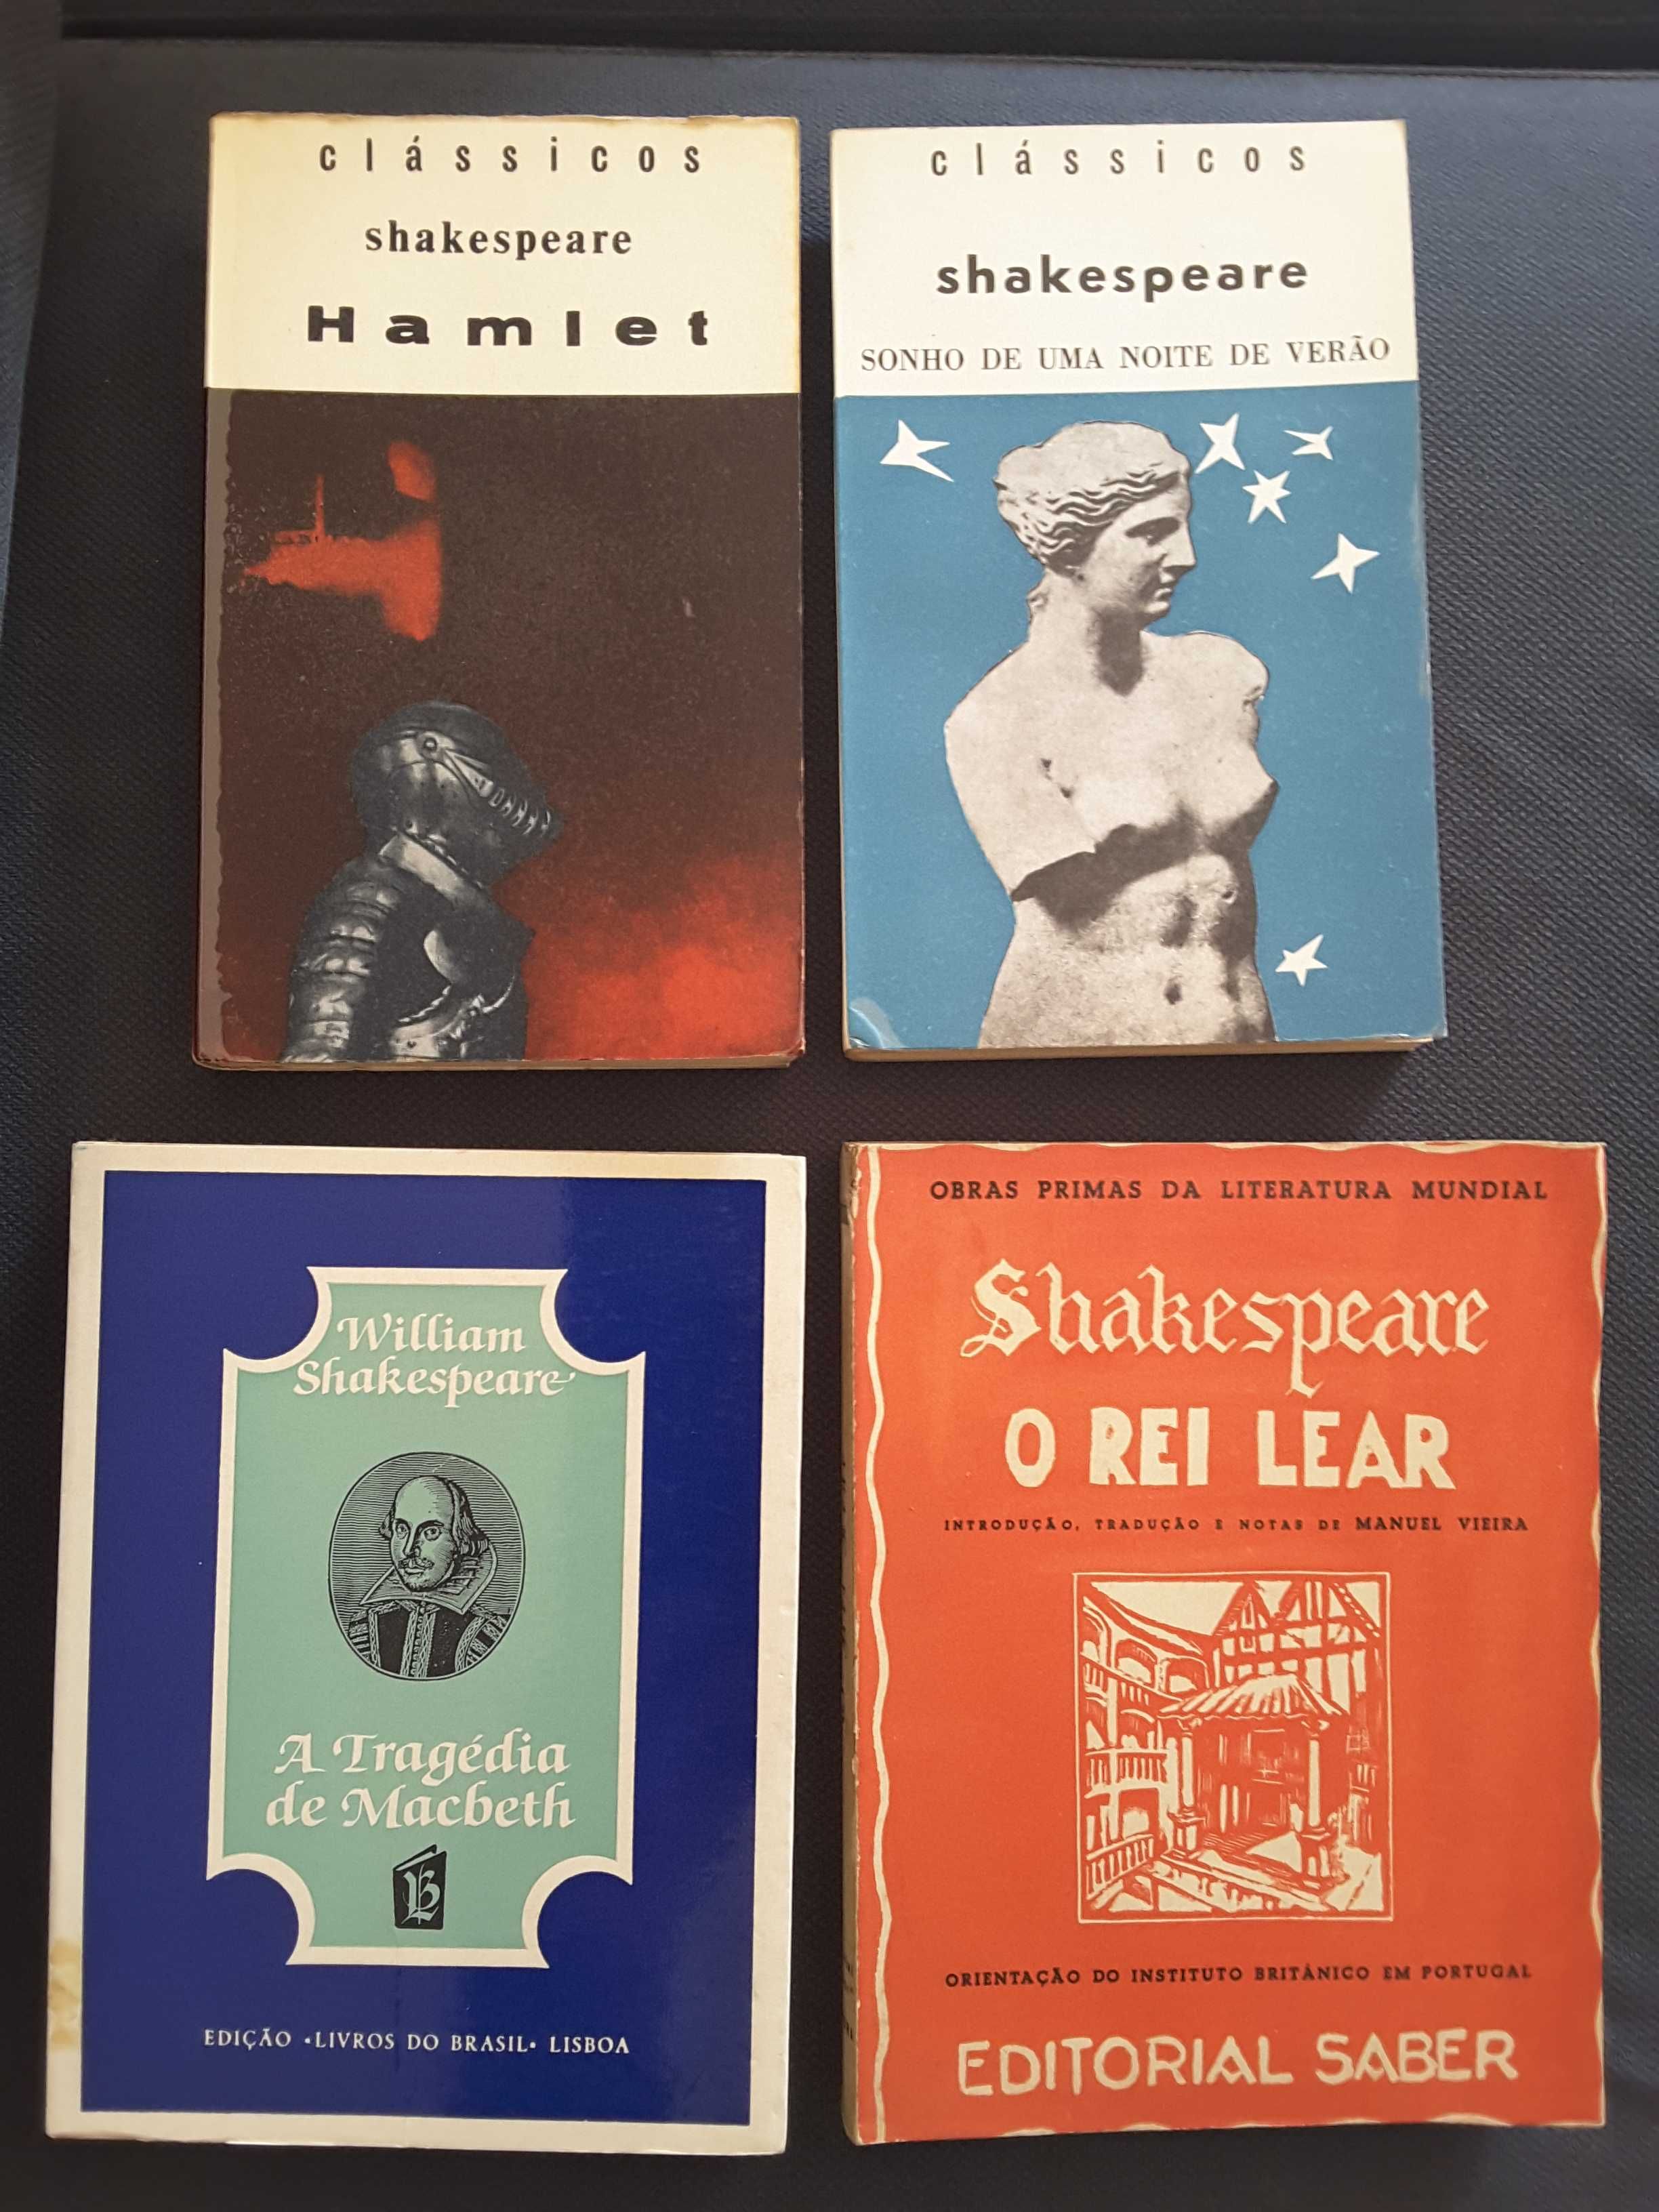 clássicos
shakespeare
Hamlet
clássicos
shakespeare
SONHO DE UMA NOITE DE VERÃO
William
Shakespeare
A Tragédia
de Macbeth
LB
EDIÇÃO •LIVROS DO BRASIL• LISBOA
OBRAS PRIMAS DA LITERATURA MUNDIAL
Shakespeare
O REI LEAR
INTRODUÇÃO, TRADUÇÃO E NOTAS DE MANUEL VIEIRA
ORIENTAÇÃO DO INSTITUTO BRITÂNICO EM PORTUGAL
EDITORIAL SABER